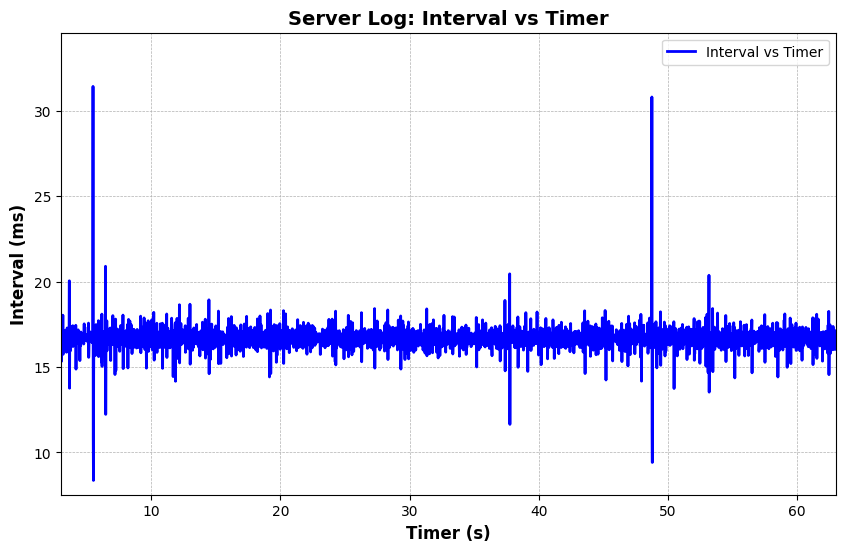 Server Log: Interval vs Timer
Interval vs Timer
30
25
20
15
10
Interval (ms)
10 20 30 40 50 60
Timer (s)